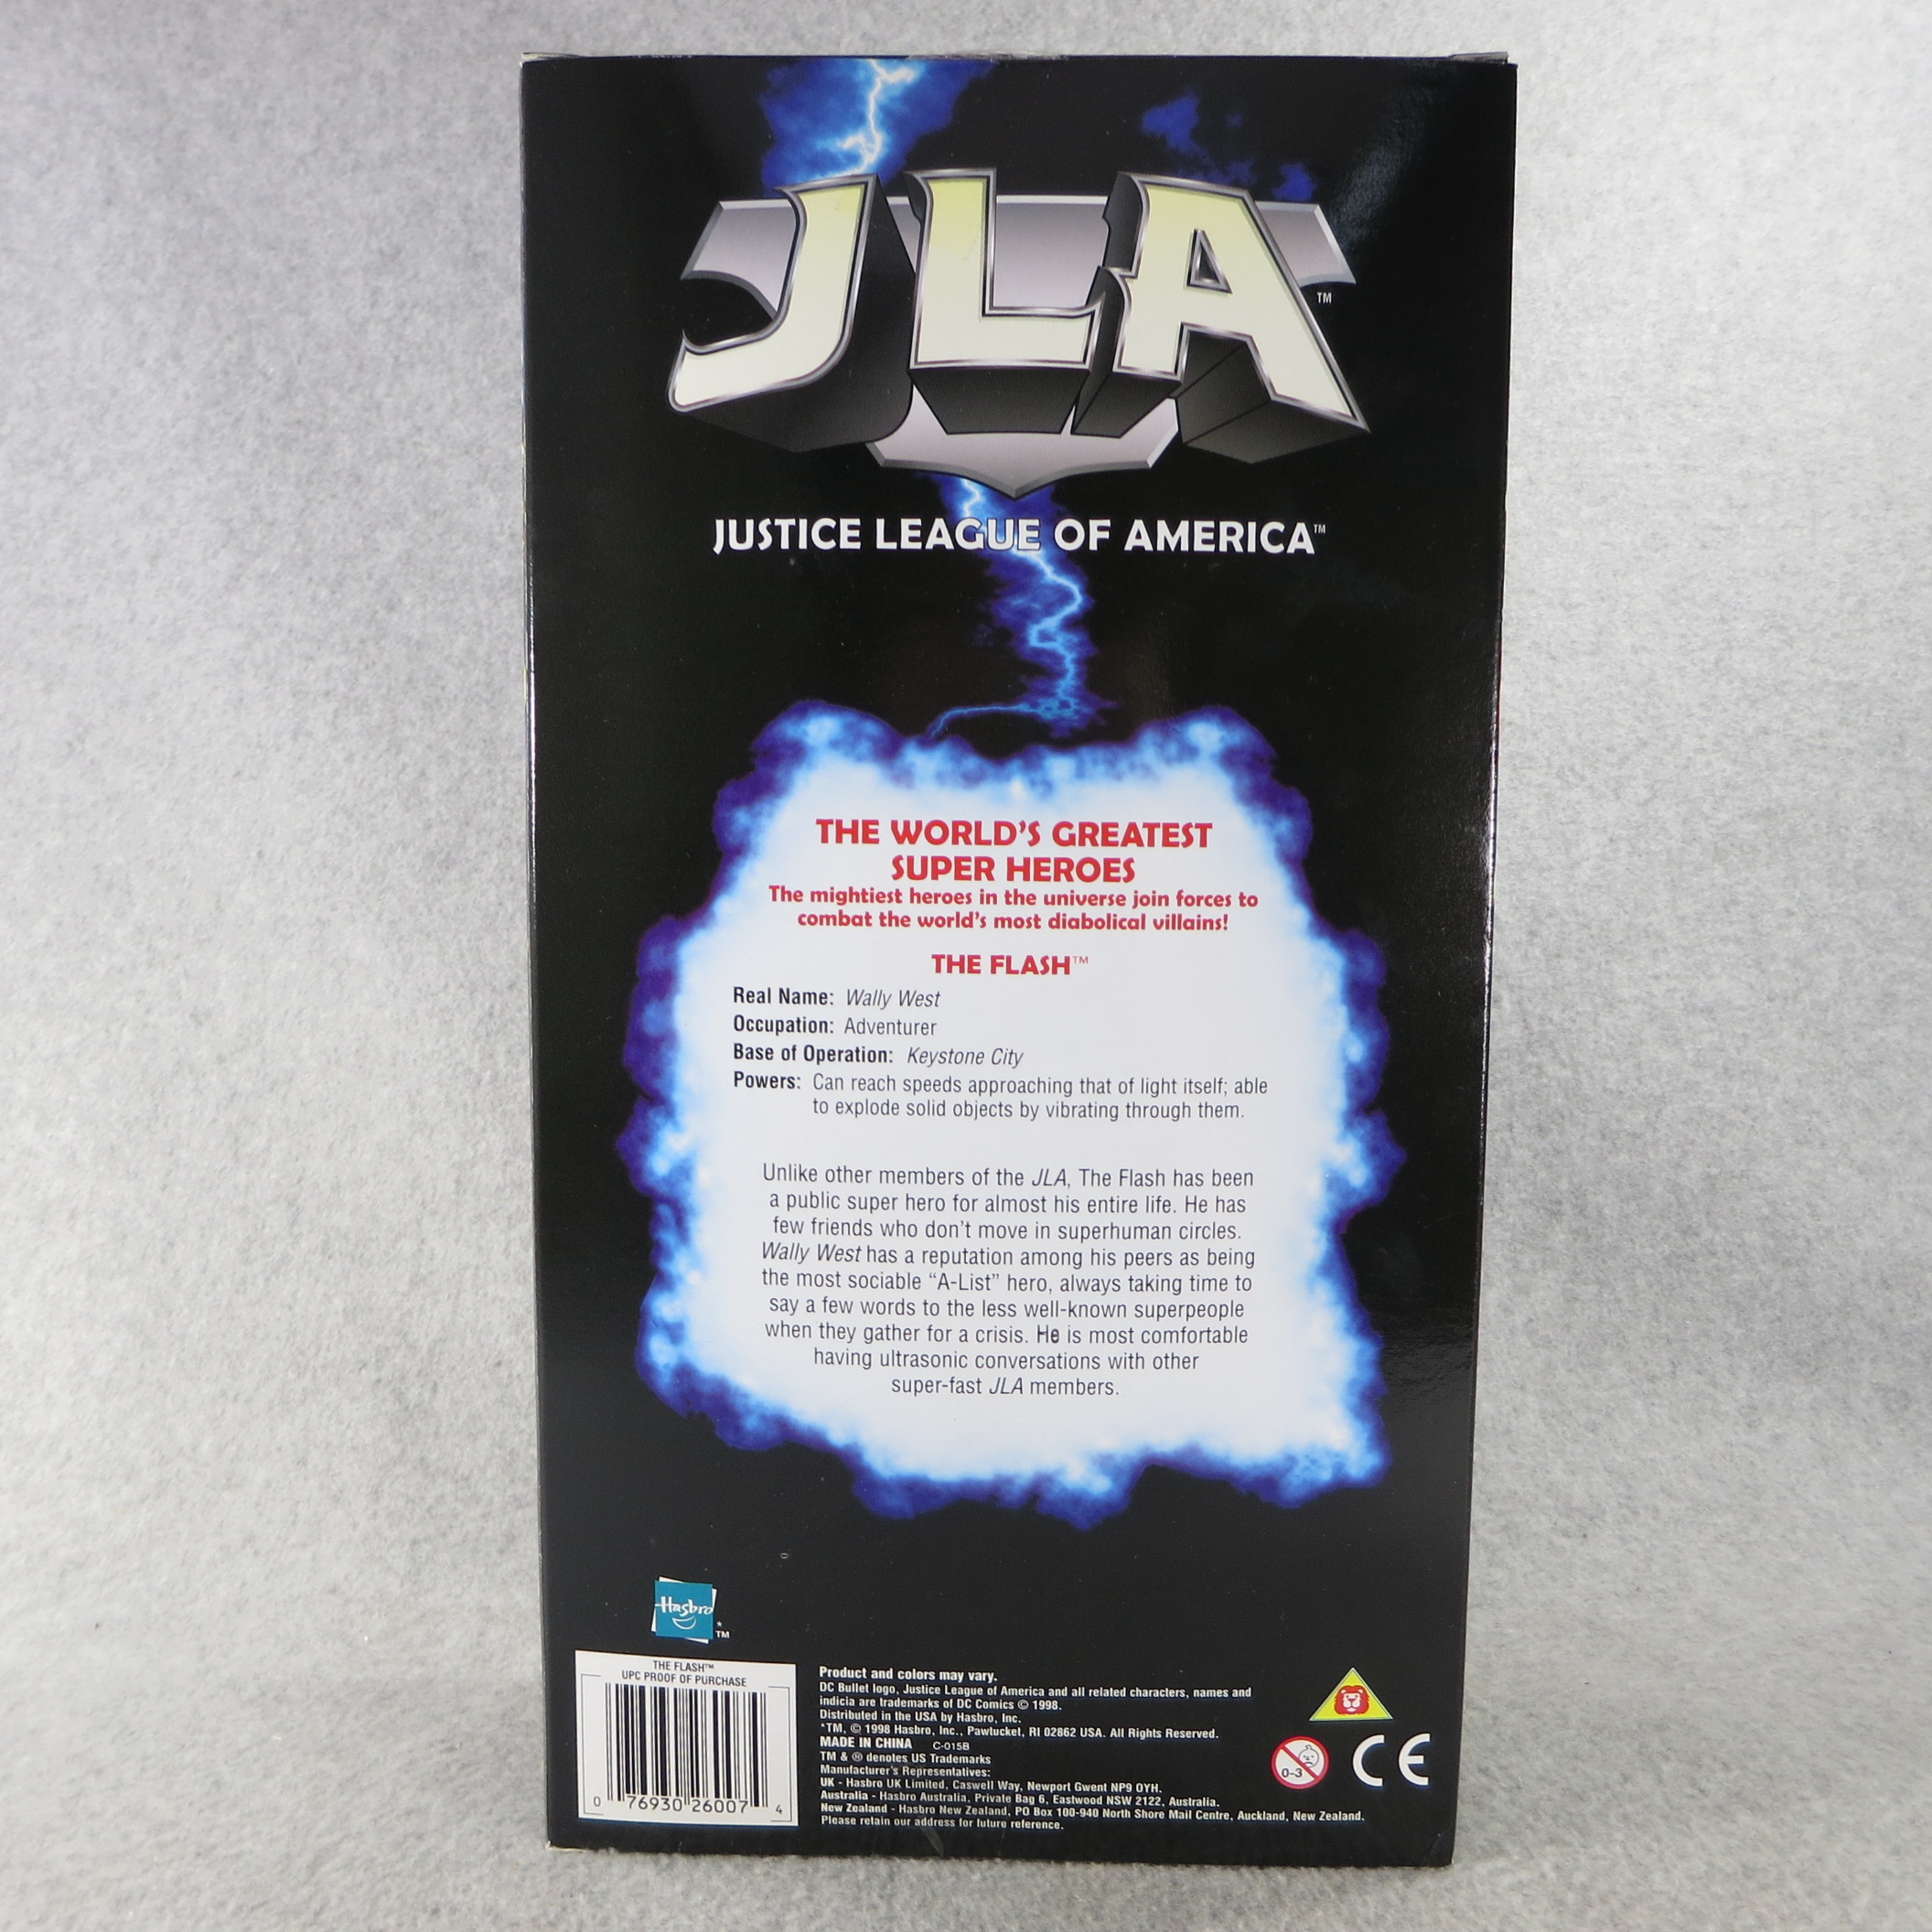 JLA™
JUSTICE LEAGUE OF AMERICA™
THE WORLD'S GREATEST
SUPER HEROES
The mightiest heroes in the universe join forces to
combat the world's most diabolical villains!
THE FLASH™
Real Name: Wally West
Occupation: Adventurer
Base of Operation: Keystone City
Powers: Can reach speeds approaching that of light itself; able
to explode solid objects by vibrating through them.
Unlike other members of the JLA, The Flash has been
a public super hero for almost his entire life. He has
few friends who don't move in superhuman circles.
Wally West has a reputation among his peers as being
the most sociable “A-List” hero, always taking time to
say a few words to the less well-known superpeople
when they gather for a crisis. He is most comfortable
having ultrasonic conversations with other
super-fast JLA members.
Hasbro *™
THE FLASH™
UPC PROOF OF PURCHASE
0 76930 26007 4
Product and colors may vary.
DC Bullet logo, Justice League of America and all related characters, names and
indicia are trademarks of DC Comics © 1998.
Distributed in the USA by Hasbro, Inc.
*TM, © 1998 Hasbro, Inc., Pawtucket, RI 02862 USA. All Rights Reserved.
MADE IN CHINA C-015B
TM & ® denotes US Trademarks
Manufacturer's Representatives:
UK - Hasbro UK Limited, Caswell Way, Newport Gwent NP9 0YH.
Australia - Hasbro Australia, Private Bag 6, Eastwood NSW 2122, Australia.
New Zealand - Hasbro New Zealand, PO Box 100-940 North Shore Mail Centre, Auckland, New Zealand.
Please retain our address for future reference.
0-3
CE